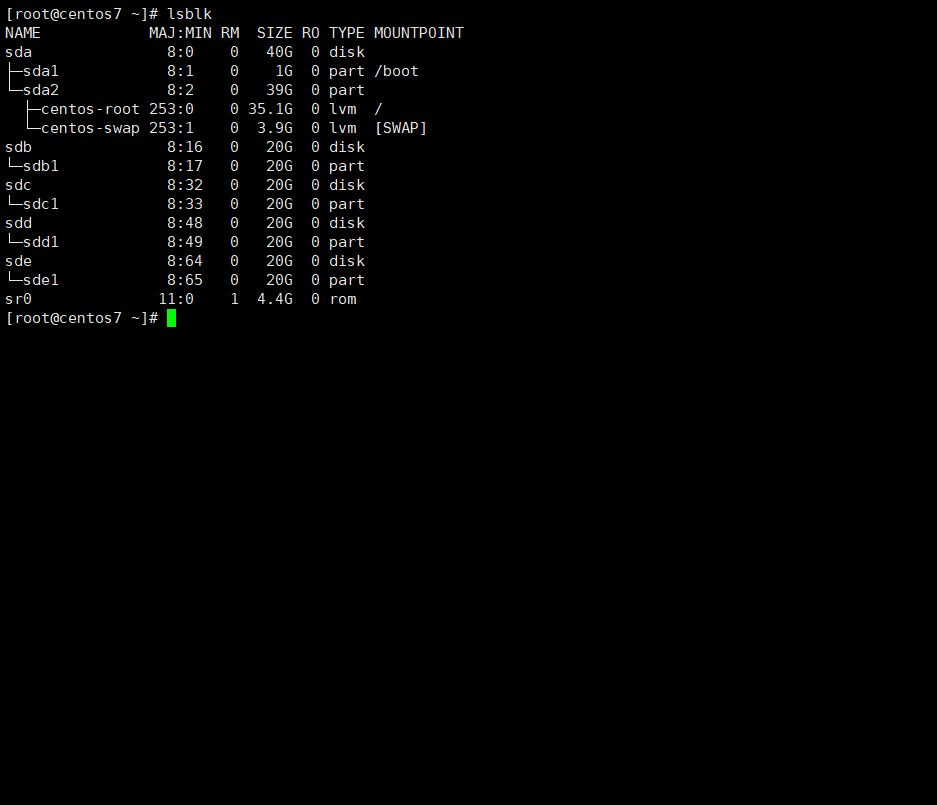 [root@centos7 ~]# lsblk
NAME            MAJ:MIN RM  SIZE RO TYPE MOUNTPOINT
sda               8:0    0   40G  0 disk
├─sda1            8:1    0    1G  0 part /boot
└─sda2            8:2    0   39G  0 part
  ├─centos-root 253:0    0 35.1G  0 lvm  /
  └─centos-swap 253:1    0  3.9G  0 lvm  [SWAP]
sdb               8:16   0   20G  0 disk
└─sdb1            8:17   0   20G  0 part
sdc               8:32   0   20G  0 disk
└─sdc1            8:33   0   20G  0 part
sdd               8:48   0   20G  0 disk
└─sdd1            8:49   0   20G  0 part
sde               8:64   0   20G  0 disk
└─sde1            8:65   0   20G  0 part
sr0              11:0    1  4.4G  0 rom
[root@centos7 ~]#